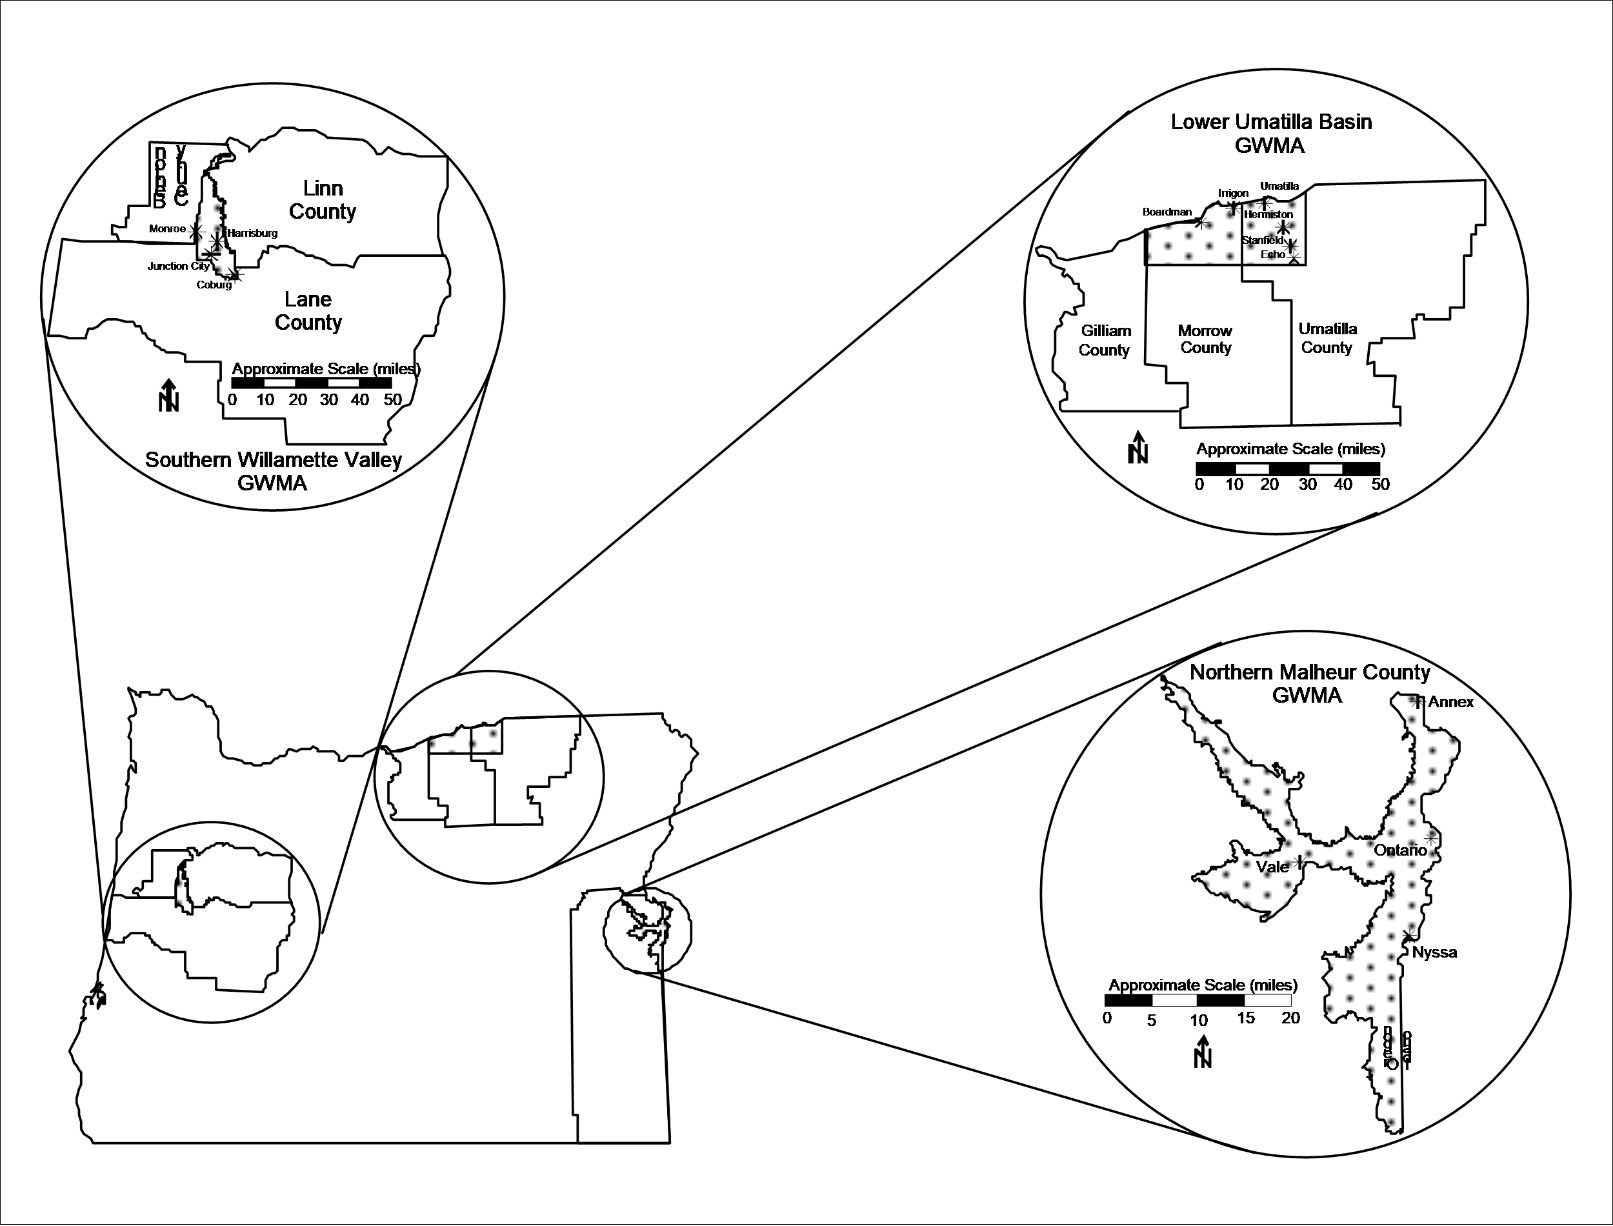 Linn
County
Monroe
Harrisburg
Junction City
Coburg
Lane
County
Approximate Scale (miles)
0 10 20 30 40 50
N
Southern Willamette Valley
GWMA
Lower Umatilla Basin
GWMA
Umatilla
Irrigon
Boardman
Hermiston
Stanfield
Echo
Gilliam
County
Morrow
County
Umatilla
County
N
Approximate Scale (miles)
0 10 20 30 40 50
Northern Malheur County
GWMA
Annex
Ontario
Vale
Nyssa
Approximate Scale (miles)
0 5 10 15 20
N